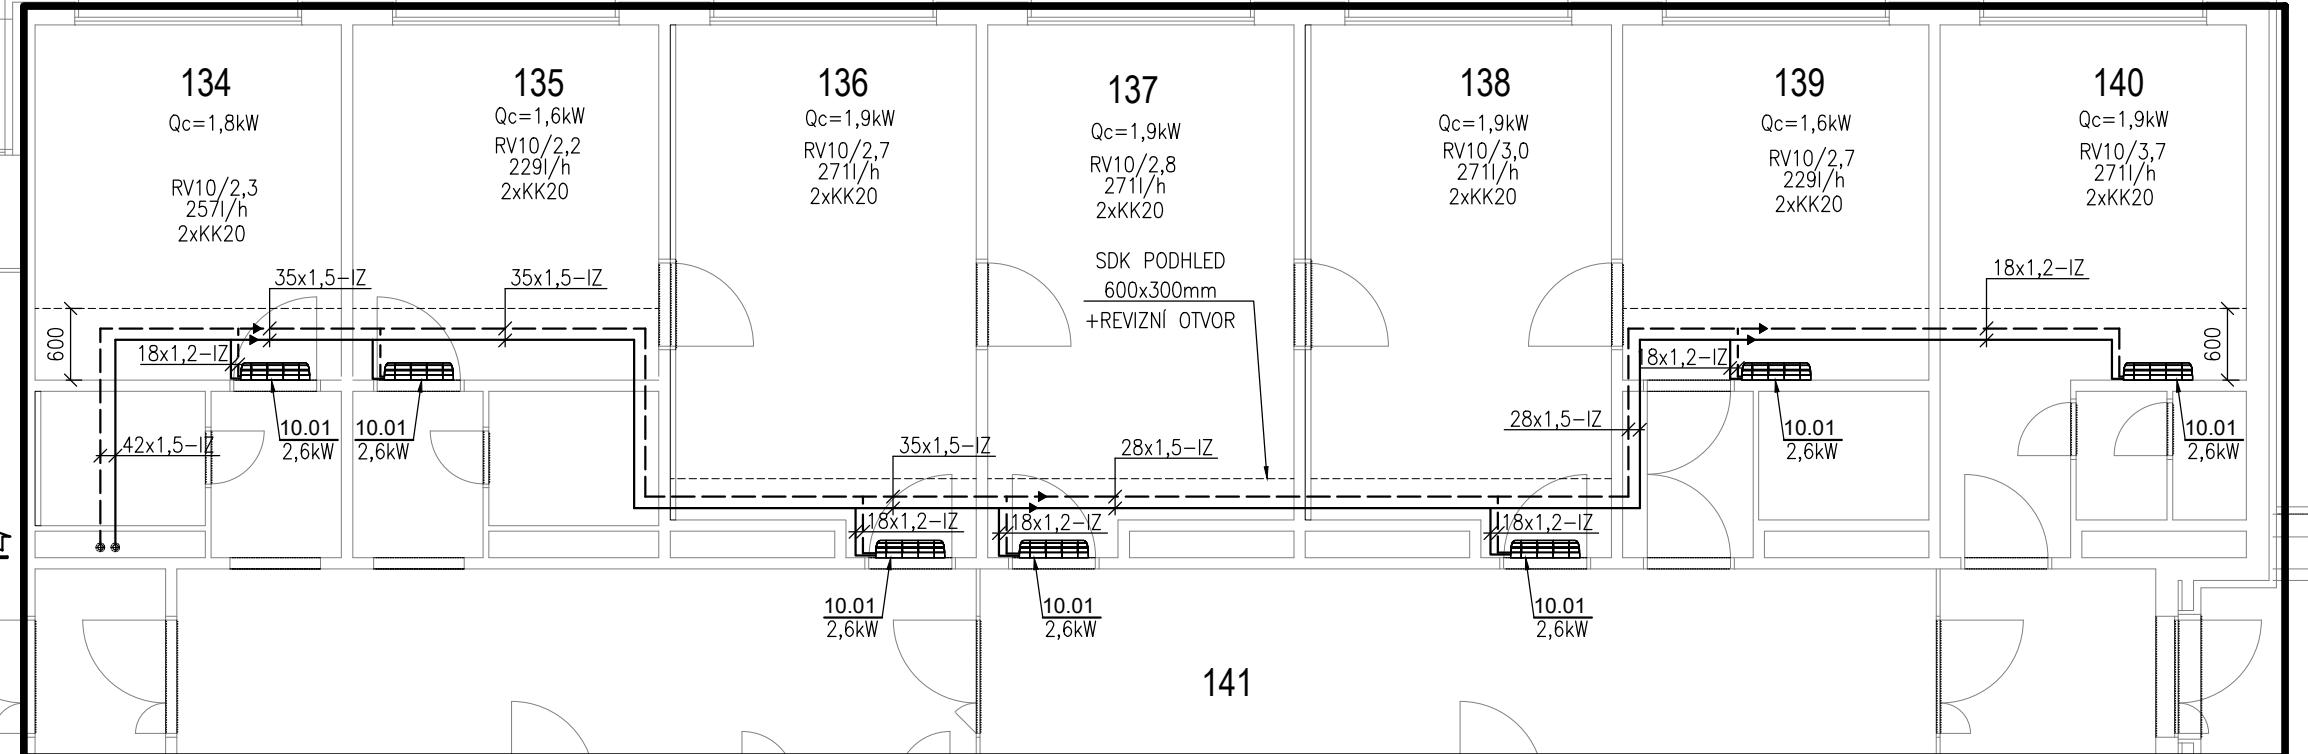 134
Qc=1,8kW
RV10/2,3
257l/h
2xKK20
135
Qc=1,6kW
RV10/2,2
229l/h
2xKK20
136
Qc=1,9kW
RV10/2,7
271l/h
2xKK20
137
Qc=1,9kW
RV10/2,8
271l/h
2xKK20
138
Qc=1,9kW
RV10/3,0
271l/h
2xKK20
139
Qc=1,6kW
RV10/2,7
229l/h
2xKK20
140
Qc=1,9kW
RV10/3,7
271l/h
2xKK20
SDK PODHLED
600x300mm
+REVIZNÍ OTVOR
35x1,5-IZ
35x1,5-IZ
18x1,2-IZ
600
18x1,2-IZ
18x1,2-IZ
600
42x1,5-IZ
10.01
2,6kW
10.01
2,6kW
35x1,5-IZ
28x1,5-IZ
28x1,5-IZ
10.01
2,6kW
10.01
2,6kW
18x1,2-IZ
18x1,2-IZ
18x1,2-IZ
10.01
2,6kW
10.01
2,6kW
10.01
2,6kW
141